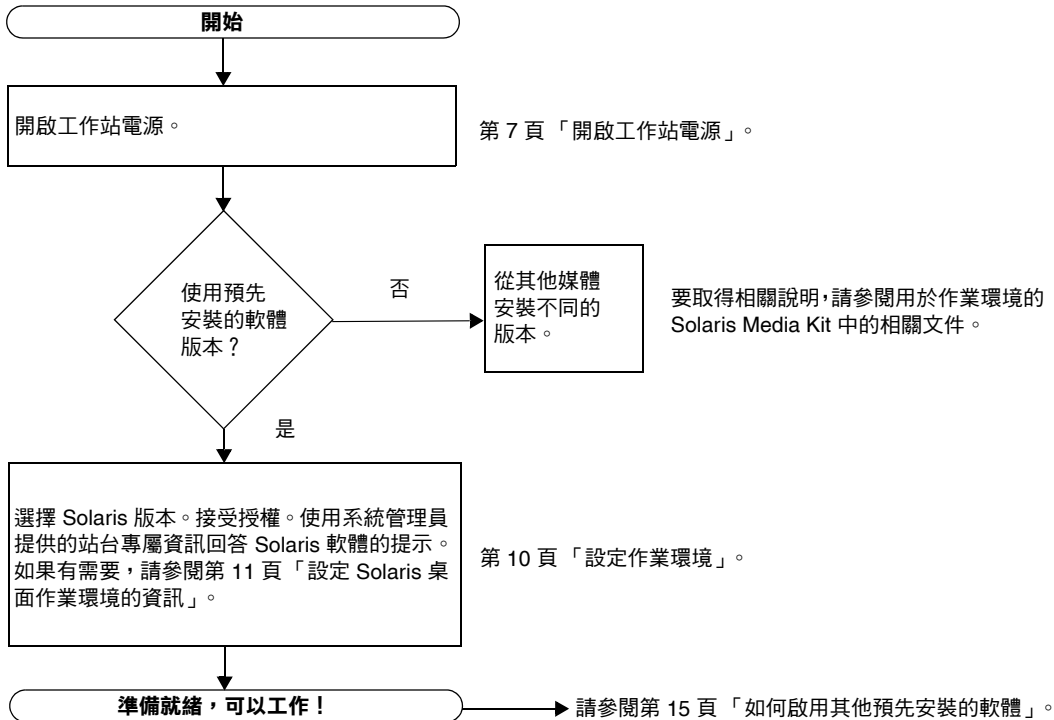 開始
開啟工作站電源。
第 7 頁「開啟工作站電源」。
使用預先
安裝的軟體
版本？
否
從其他媒體
安裝不同的
版本。
要取得相關說明，請參閱用於作業環境的
Solaris Media Kit 中的相關文件。
是
選擇 Solaris 版本。接受授權。使用系統管理員
提供的站台專屬資訊回答 Solaris 軟體的提示。
如果有需要，請參閱第 11 頁「設定 Solaris 桌
面作業環境的資訊」。
第 10 頁「設定作業環境」。
準備就緒，可以工作！
請參閱第 15 頁「如何啟用其他預先安裝的軟體」。